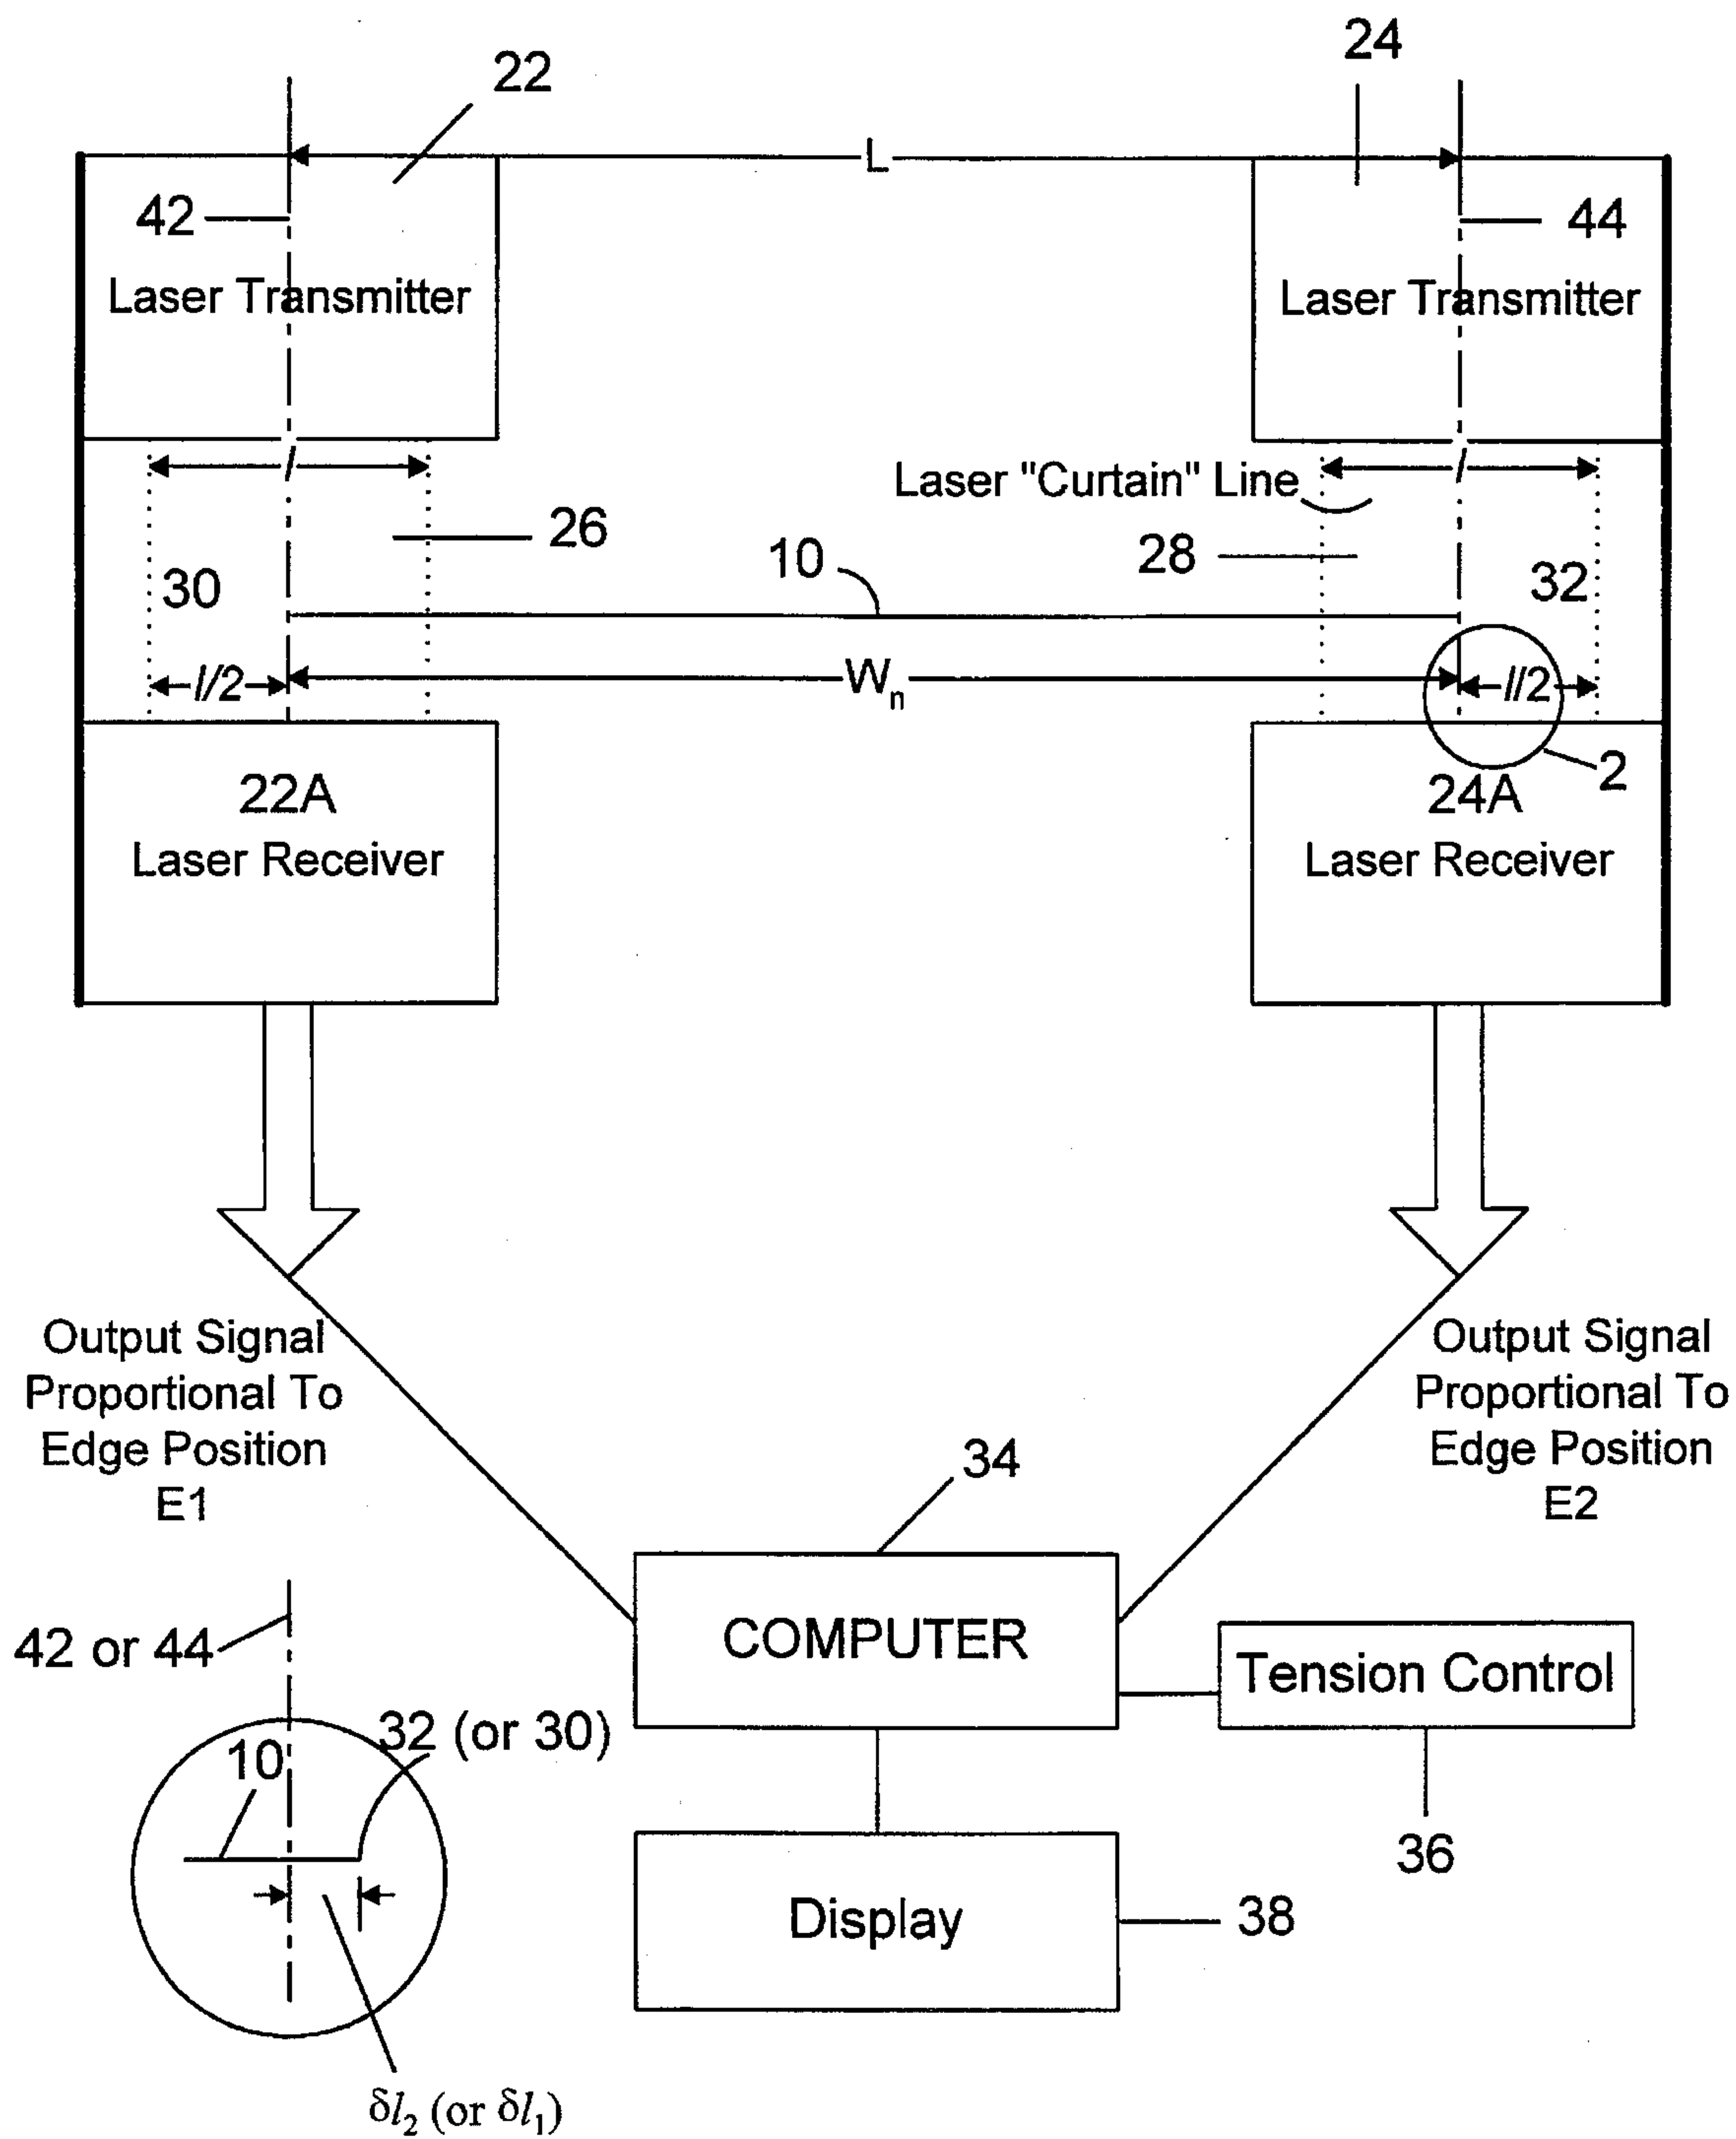 22
24
L
42
44
Laser Transmitter
Laser Transmitter
l
l
Laser "Curtain" Line
26
10
28
30
32
l/2
Wn
l/2
22A
Laser Receiver
2
24A
Laser Receiver
Output Signal
Proportional To
Edge Position
E1
Output Signal
Proportional To
Edge Position
E2
34
42 or 44
COMPUTER
Tension Control
32 (or 30)
10
36
Display
38
δl2 (or δl1)